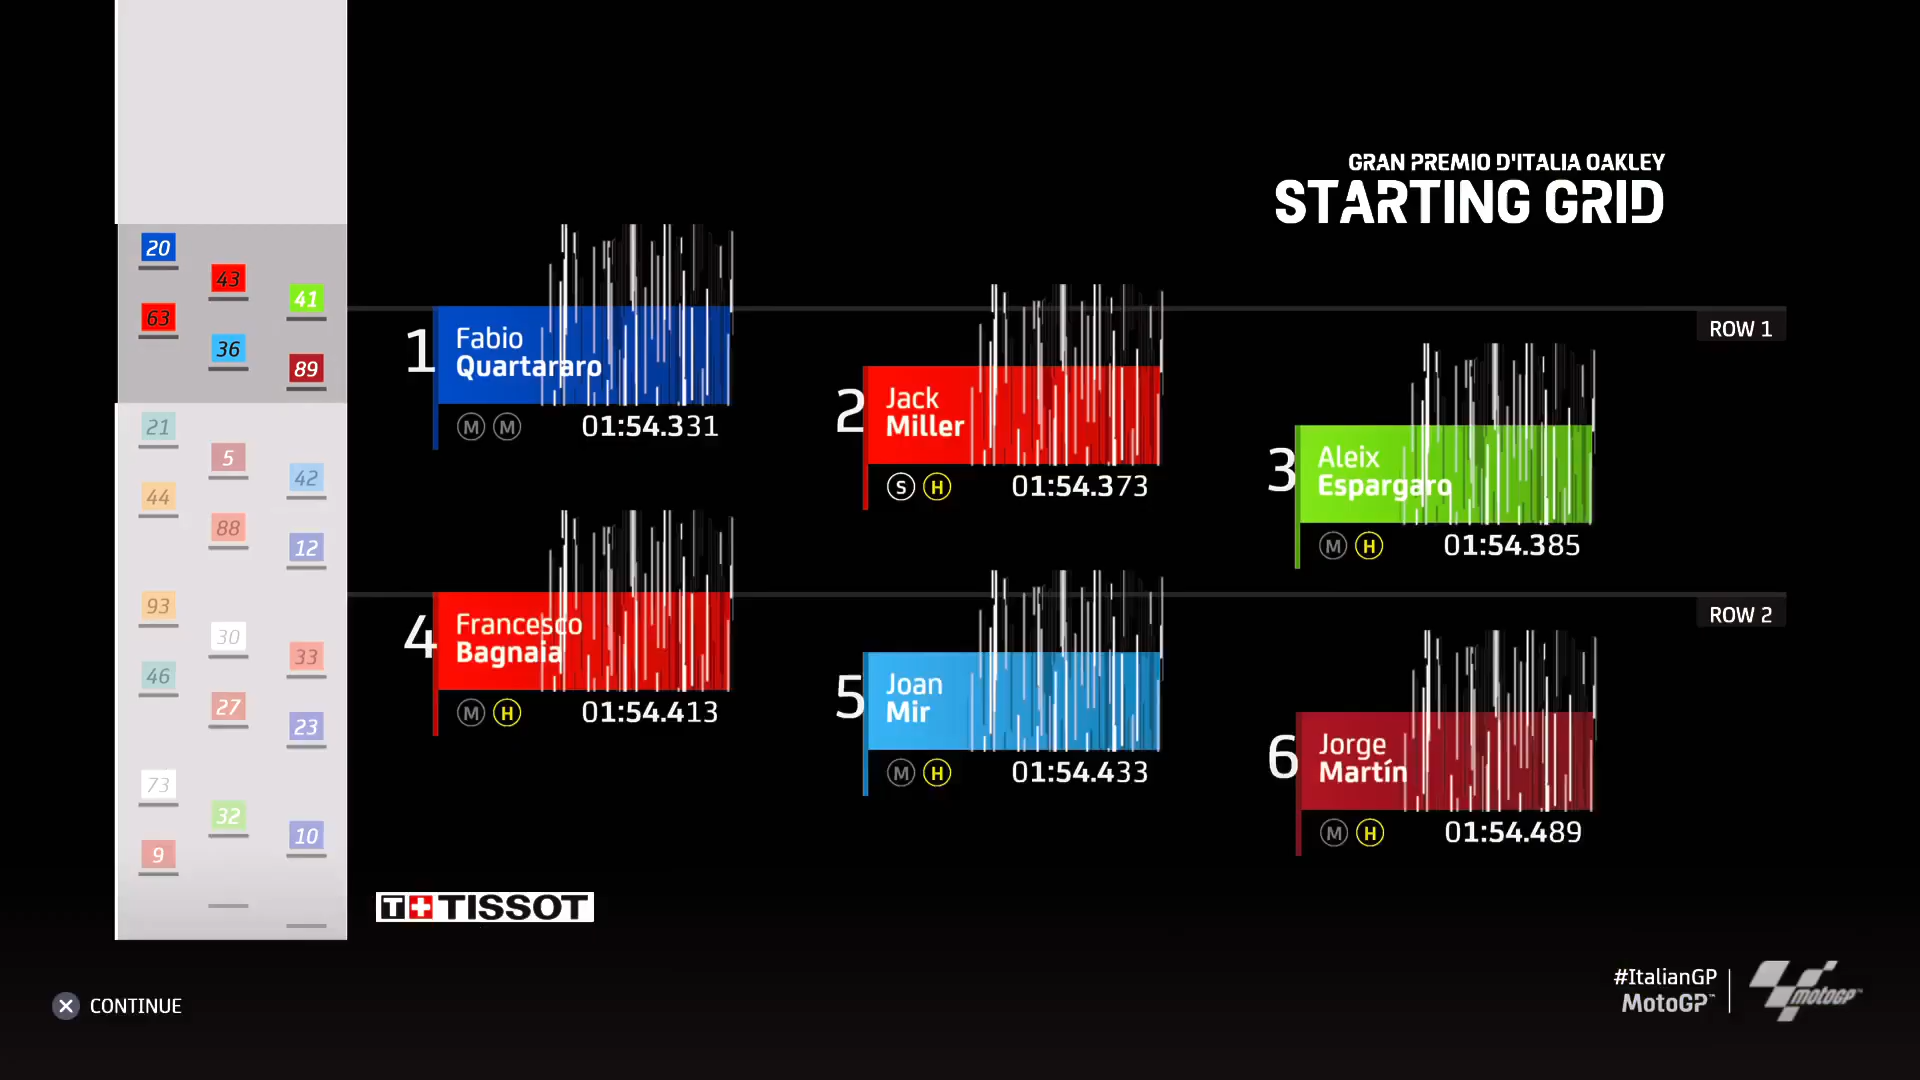 GRAN PREMIO D'ITALIA OAKLEY
STARTING GRID
20
43
41
63
36
89
21
5
42
44
88
12
93
30
33
46
27
23
73
32
10
9
ROW 1
1
Fabio
Quartararo
M M 01:54.331
2
Jack
Miller
S H 01:54.373
3
Aleix
Espargaro
M H 01:54.385
ROW 2
4
Francesco
Bagnaia
M H 01:54.413
5
Joan
Mir
M H 01:54.433
6
Jorge
Martín
M H 01:54.489
T+TISSOT
CONTINUE
#ItalianGP
MotoGP™
motoGP™